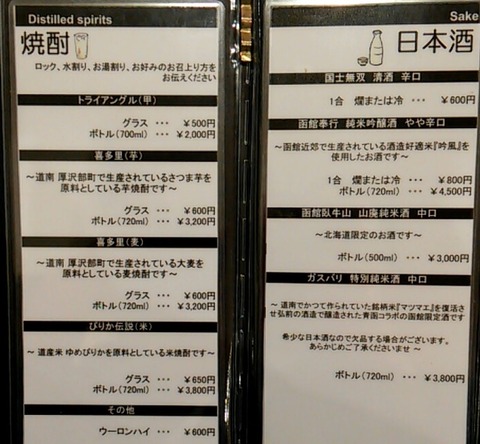 Distilled spirits
焼酎
ロック、水割り、お湯割り、お好みのお召上り方を
お伝えください
トライアングル(甲)
グラス ･･･ ￥500円
ボトル(700ml) ･･･ ￥2,000円
喜多里(芋)
～道南 厚沢部町で生産されているさつま芋を
原料としている芋焼酎です～
グラス ･･･ ￥600円
ボトル(720ml) ･･･ ￥3,200円
喜多里(麦)
～道南 厚沢部町で生産されている大麦を
原料としている麦焼酎です～
グラス ･･･ ￥600円
ボトル(720ml) ･･･ ￥3,200円
ぴりか伝説(米)
～ 道産米 ゆめぴりかを原料としている米焼酎です～
グラス ･･･ ￥650円
ボトル(720ml) ･･･ ￥3,800円
その他
ウーロンハイ ･･･ ￥600円
Sake
日本酒
国士無双 清酒 辛口
1合 燗または冷 ･･･ ￥600円
函館奉行 純米吟醸酒 やや辛口
～函館近郊で生産されている酒造好適米『吟風』を
使用したお酒です～
1合 燗または冷 ･･･ ￥800円
ボトル(720ml) ･･･ ￥4,500円
函館臥牛山 山廃純米酒 中口
～北海道限定のお酒です～
ボトル(500ml) ･･･ ￥3,000円
ガスバリ 特別純米酒 中口
～ 道南でかつて作られていた銘柄米『マツマエ』を復活さ
せ弘前の酒造で醸造された青函コラボの函館限定酒です
希少な日本酒なので欠品する場合がございます。
あらかじめご了承くださいませ ～
ボトル(720ml) ･･･ ￥3,800円